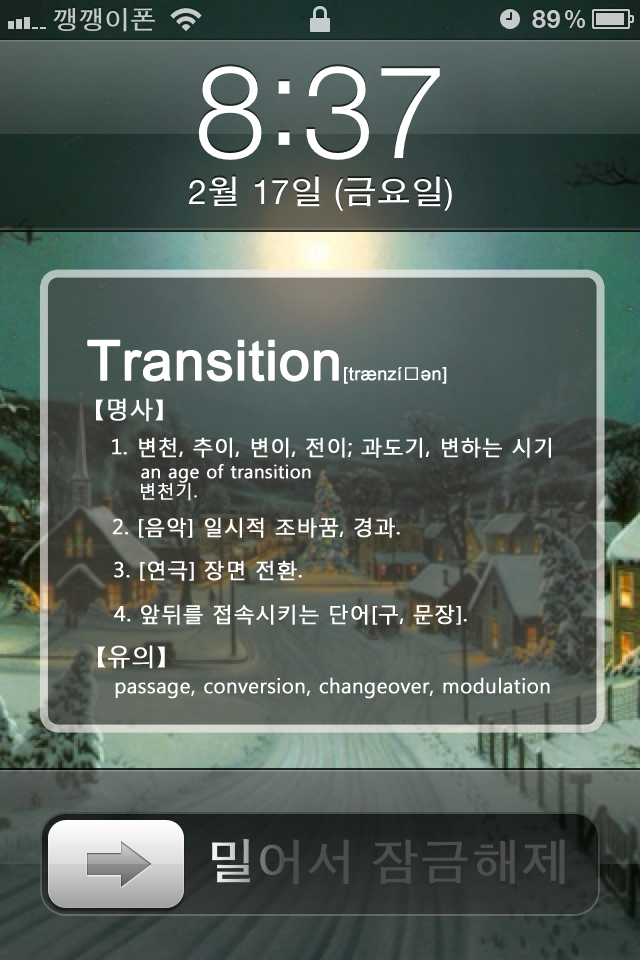 깽깽이폰 89%
8:37
2월 17일 (금요일)
Transition[trænzí□ən]
【명사】
1. 변천, 추이, 변이, 전이; 과도기, 변하는 시기
an age of transition
변천기.
2. [음악] 일시적 조바꿈, 경과.
3. [연극] 장면 전환.
4. 앞뒤를 접속시키는 단어[구, 문장].
【유의】
passage, conversion, changeover, modulation
밀어서 잠금해제